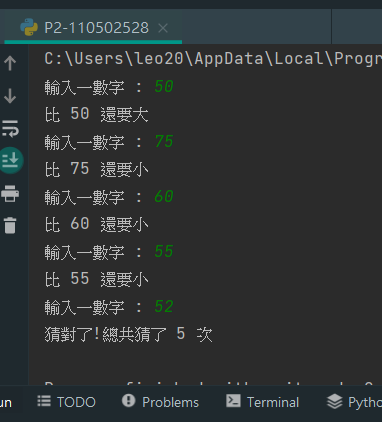 P2-110502528
C:\Users\leo20\AppData\Local\Progr
輸入一數字 : 50
比 50 還要大
輸入一數字 : 75
比 75 還要小
輸入一數字 : 60
比 60 還要小
輸入一數字 : 55
比 55 還要小
輸入一數字 : 52
猜對了!總共猜了 5 次
un TODO Problems Terminal Pytho